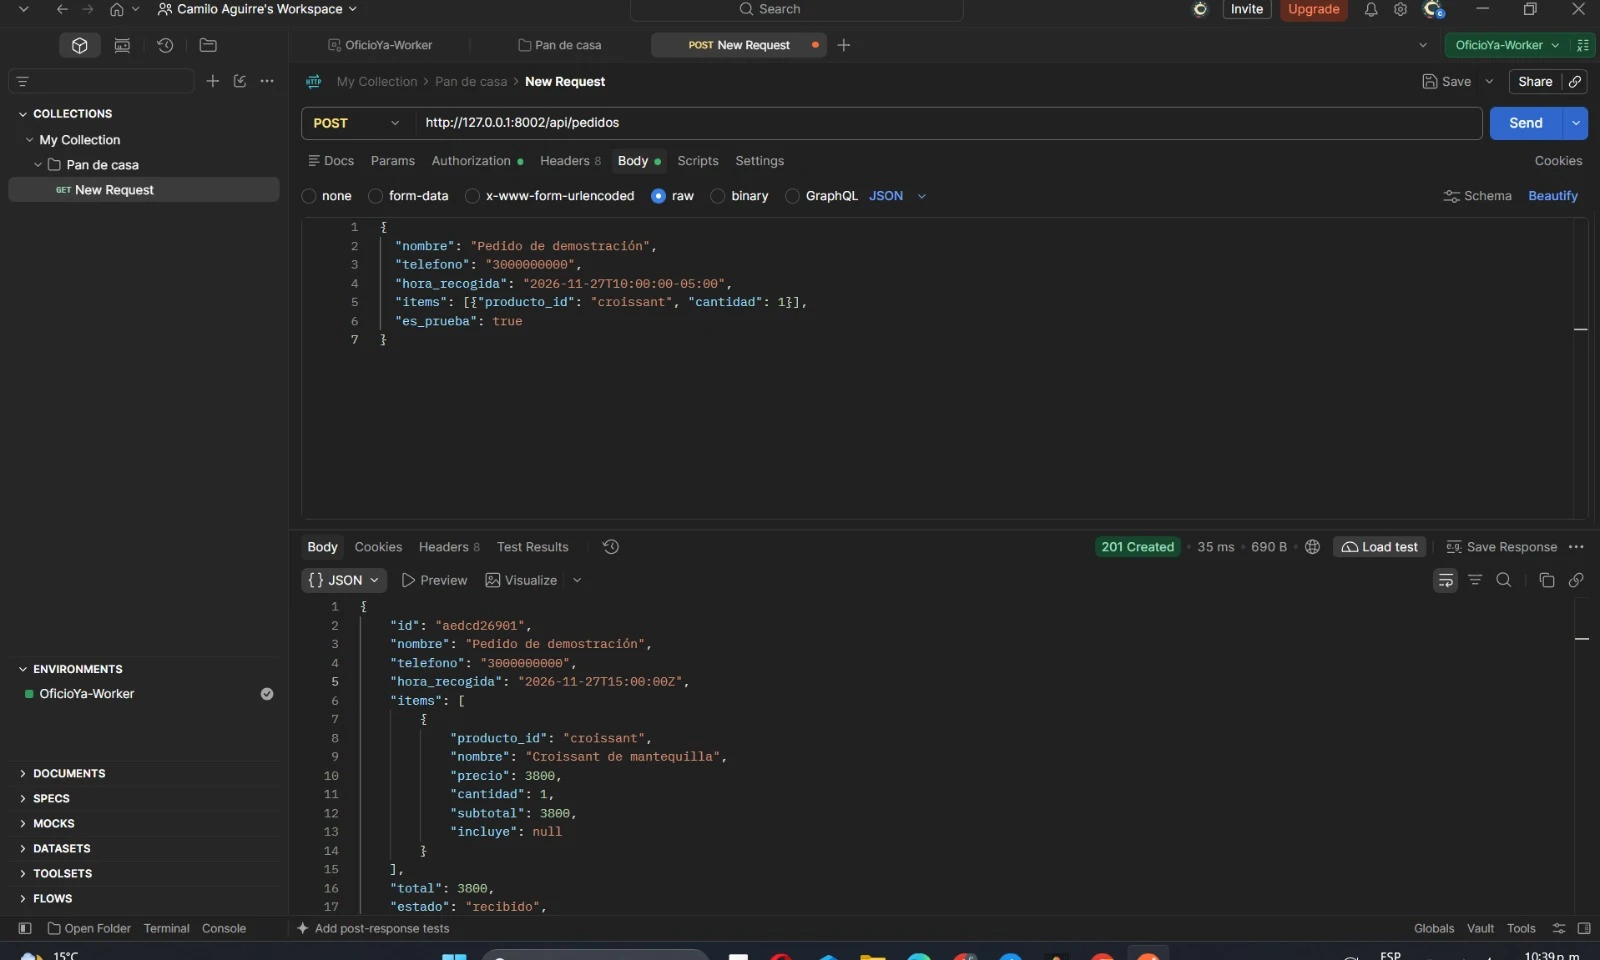 Camilo Aguirre's Workspace
Search
Invite
Upgrade
OficioYa-Worker
Pan de casa
POST New Request
OficioYa-Worker
My Collection > Pan de casa > New Request
Save
Share
COLLECTIONS
My Collection
Pan de casa
GET New Request
POST
http://127.0.0.1:8002/api/pedidos
Send
Docs Params Authorization Headers 8 Body Scripts Settings
Cookies
none form-data x-www-form-urlencoded raw binary GraphQL JSON
Schema Beautify
1 {
2 "nombre": "Pedido de demostración",
3 "telefono": "3000000000",
4 "hora_recogida": "2026-11-27T10:00:00-05:00",
5 "items": [{"producto_id": "croissant", "cantidad": 1}],
6 "es_prueba": true
7 }
Body Cookies Headers 8 Test Results
201 Created • 35 ms • 690 B
Load test
e.g. Save Response
{} JSON Preview Visualize
1 {
2 "id": "aedcd26901",
3 "nombre": "Pedido de demostración",
4 "telefono": "3000000000",
5 "hora_recogida": "2026-11-27T15:00:00Z",
6 "items": [
7 {
8 "producto_id": "croissant",
9 "nombre": "Croissant de mantequilla",
10 "precio": 3800,
11 "cantidad": 1,
12 "subtotal": 3800,
13 "incluye": null
14 }
15 ],
16 "total": 3800,
17 "estado": "recibido",
ENVIRONMENTS
OficioYa-Worker
DOCUMENTS
SPECS
MOCKS
DATASETS
TOOLSETS
FLOWS
Open Folder Terminal Console
Add post-response tests
Globals Vault Tools
15°C
ESP
10:39 p. m.